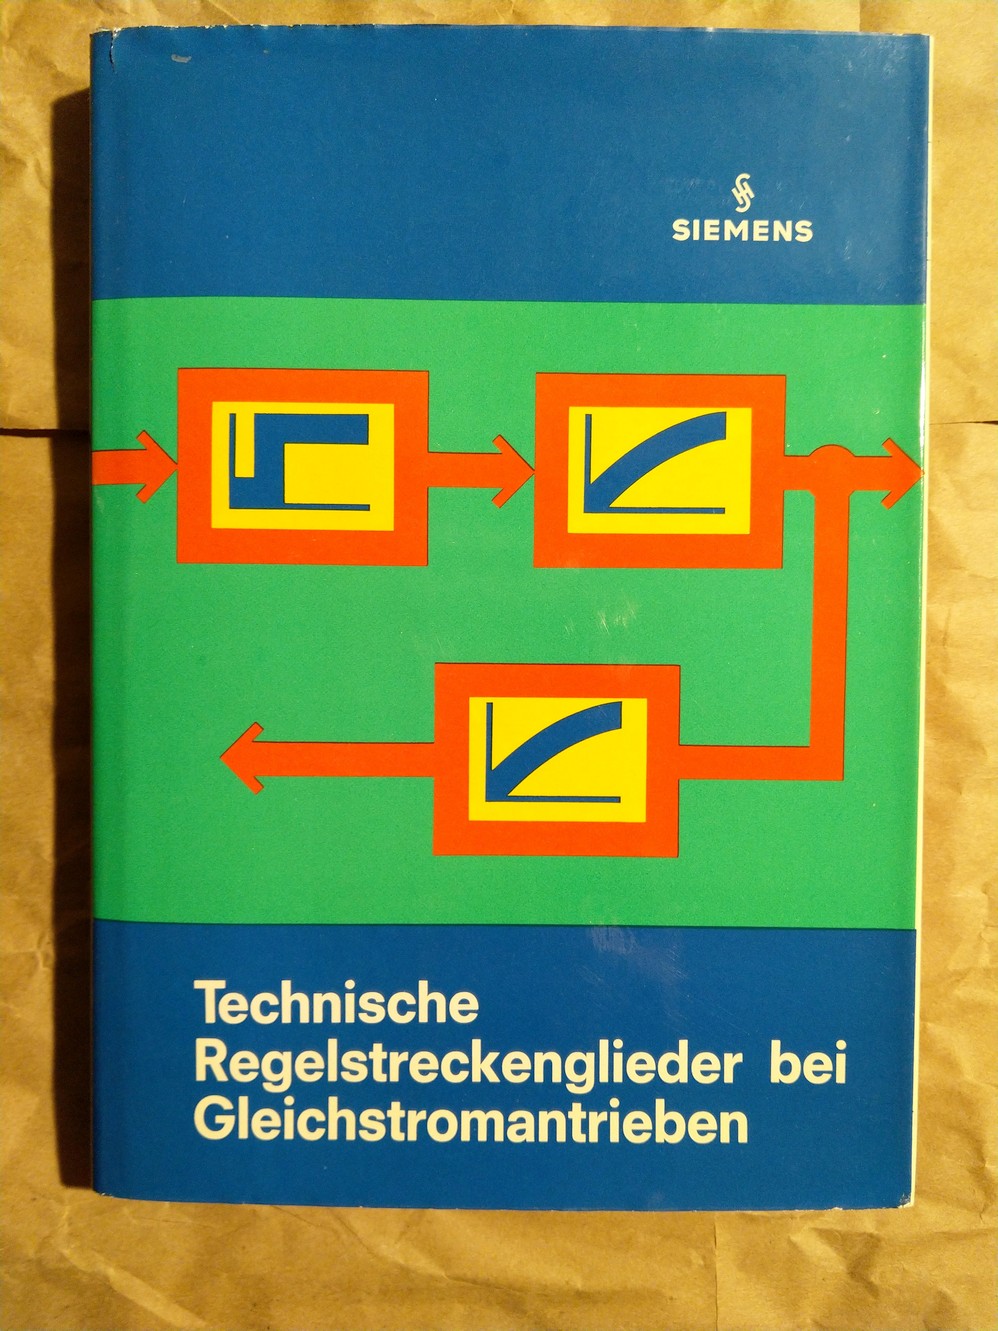 SIEMENS
Technische
Regelstreckenglieder bei
Gleichstromantrieben